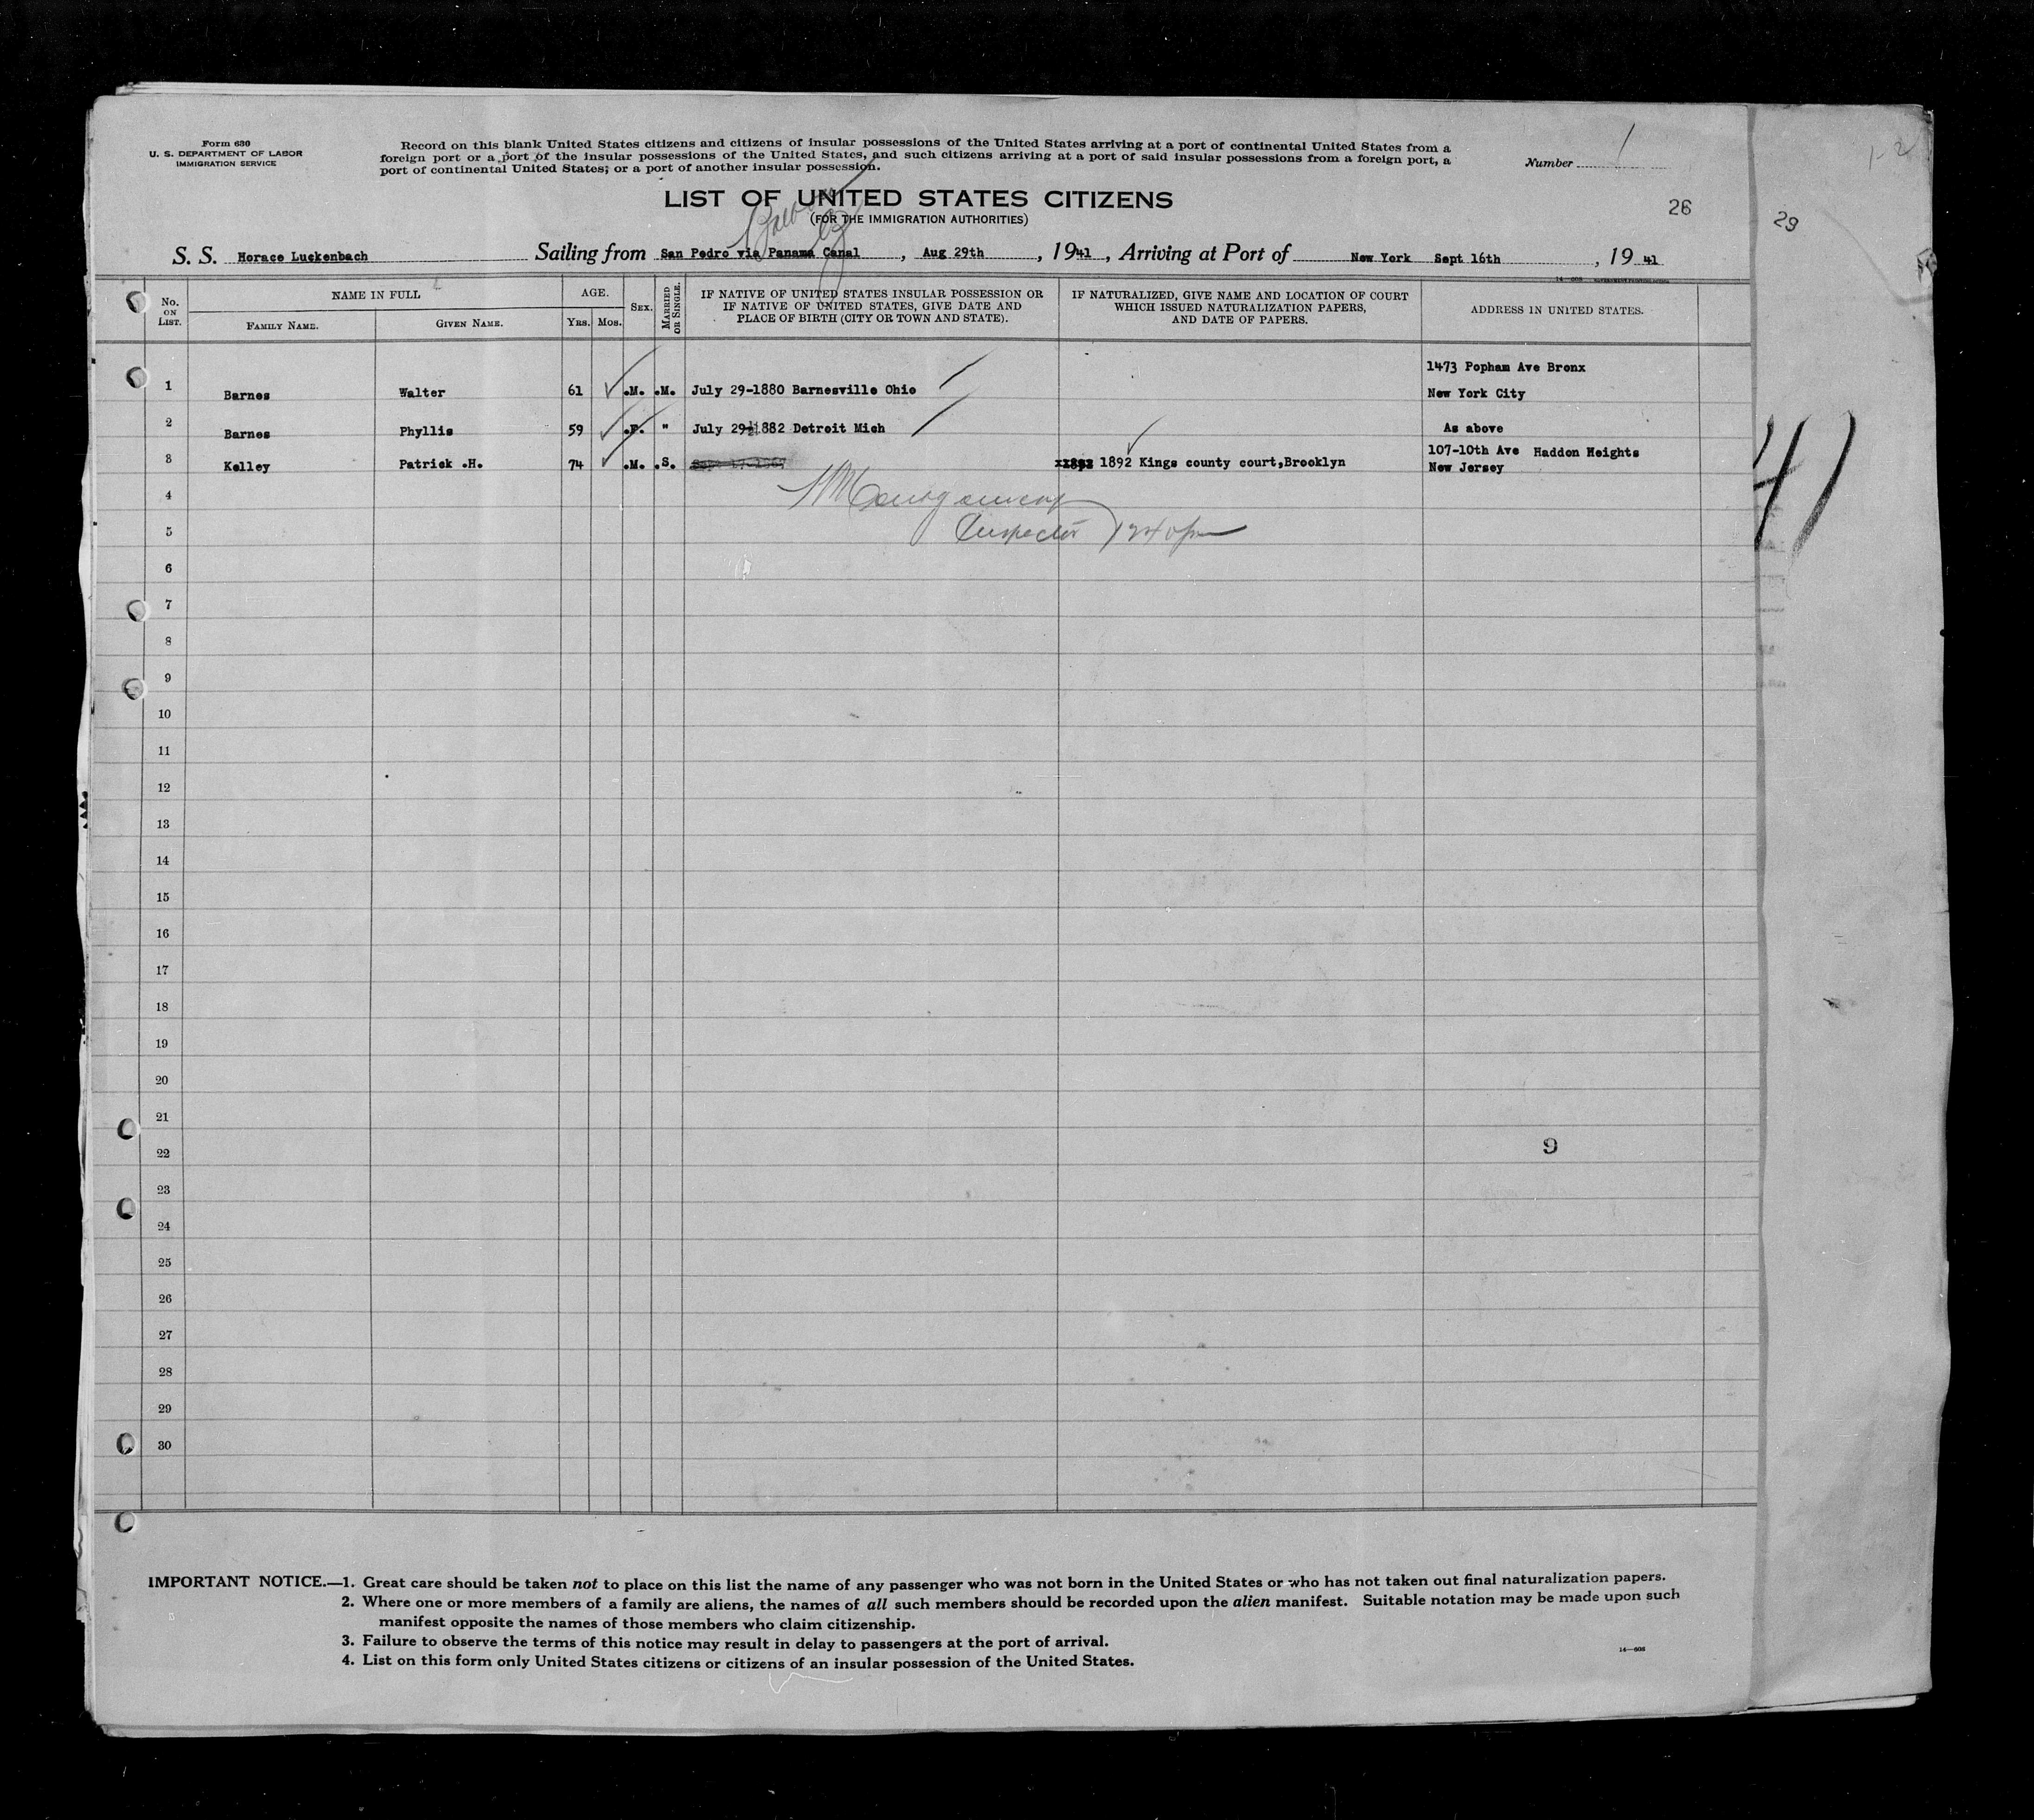 Form 630
U. S. DEPARTMENT OF LABOR
IMMIGRATION SERVICE
Record on this blank United States citizens and citizens of insular possessions of the United States arriving at a port of continental United States from a
foreign port or a port of the insular possessions of the United States, and such citizens arriving at a port of said insular possessions from a foreign port, a
port of continental United States; or a port of another insular possession.
Number 1
1-2
LIST OF UNITED STATES CITIZENS
(FOR THE IMMIGRATION AUTHORITIES)
26
29
S. S. Horace Luckenbach Sailing from San Pedro via Panama Canal, Aug 29th, 1941, Arriving at Port of New York Sept 16th, 1941
No. ON LIST. NAME IN FULL FAMILY NAME. GIVEN NAME. AGE. YRS. MOS. SEX. MARRIED OR SINGLE. IF NATIVE OF UNITED STATES INSULAR POSSESSION OR IF NATIVE OF UNITED STATES, GIVE DATE AND PLACE OF BIRTH (CITY OR TOWN AND STATE). IF NATURALIZED, GIVE NAME AND LOCATION OF COURT WHICH ISSUED NATURALIZATION PAPERS, AND DATE OF PAPERS. ADDRESS IN UNITED STATES.
1473 Popham Ave Bronx
1 Barnes Walter 61 .M. .M. July 29-1880 Barnesville Ohio New York City
2 Barnes Phyllis 59 .F. " July 29-1882 Detroit Mich As above
3 Kelley Patrick .H. 74 .M. .S. 1892 Kings county court,Brooklyn 107-10th Ave Haddon Heights
New Jersey
41
4
5 Inspector 1240pm
6
7
8
9
10
11
12
13
14
15
16
17
18
19
20
21
22 9
23
24
25
26
27
28
29
30
IMPORTANT NOTICE.—1. Great care should be taken not to place on this list the name of any passenger who was not born in the United States or who has not taken out final naturalization papers.
2. Where one or more members of a family are aliens, the names of all such members should be recorded upon the alien manifest. Suitable notation may be made upon such
manifest opposite the names of those members who claim citizenship.
3. Failure to observe the terms of this notice may result in delay to passengers at the port of arrival.
4. List on this form only United States citizens or citizens of an insular possession of the United States.
14—608